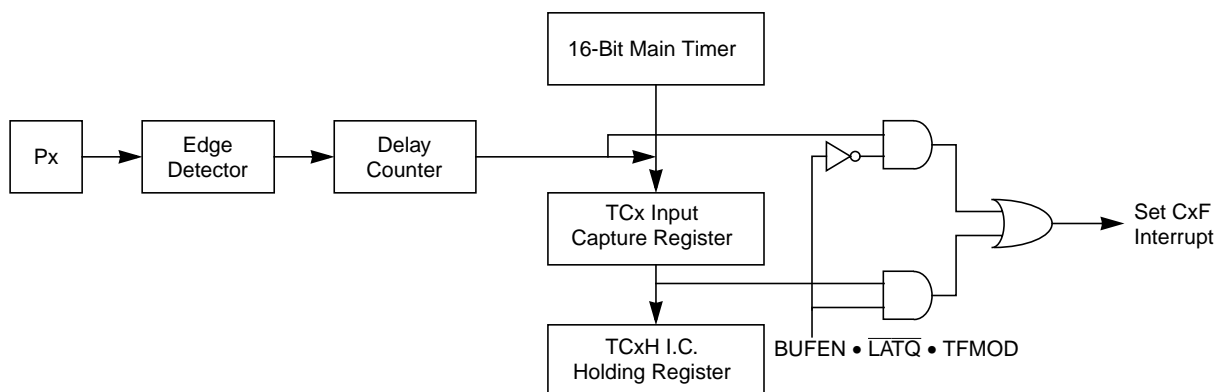 16-Bit Main Timer
Px
Edge
Detector
Delay
Counter
TCx Input
Capture Register
TCxH I.C.
Holding Register
BUFEN • L̅A̅T̅Q̅ • TFMOD
Set CxF
Interrupt